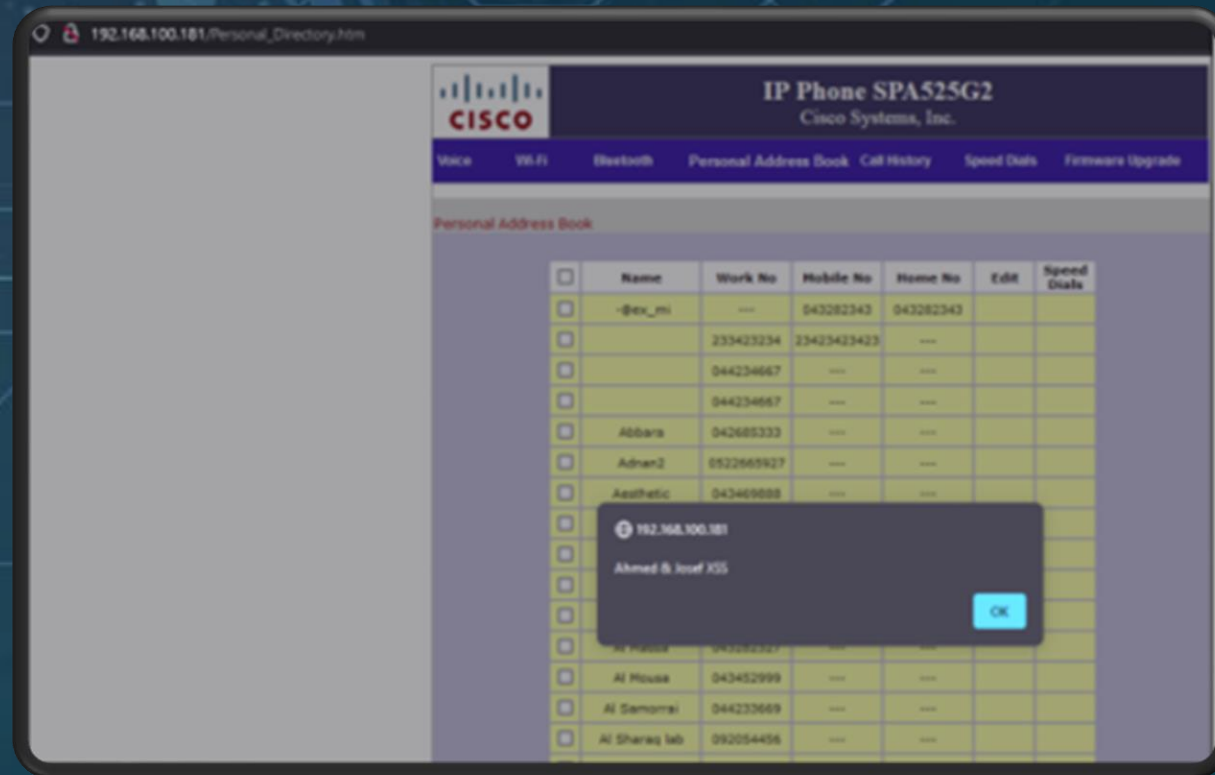 192.168.100.181/Personal_Directory.htm
CISCO
IP Phone SPA525G2
Cisco Systems, Inc.
Voice Wi-Fi Bluetooth Personal Address Book Call History Speed Dials Firmware Upgrade
Personal Address Book
Name Work No Mobile No Home No Edit Speed Dials
-@ex_mi --- 043282343 043282343
233423234 23423423423 ---
044234667 --- ---
044234667 --- ---
Abbara 042685333 --- ---
Adnan2 0522665927 --- ---
Aesthetic 043469888 --- ---
192.168.100.181
Ahmed & Josef XSS
OK
Al Mousa 043452999 --- ---
Al Samorrai 044233669 --- ---
Al Sharaq lab 092054456 --- ---